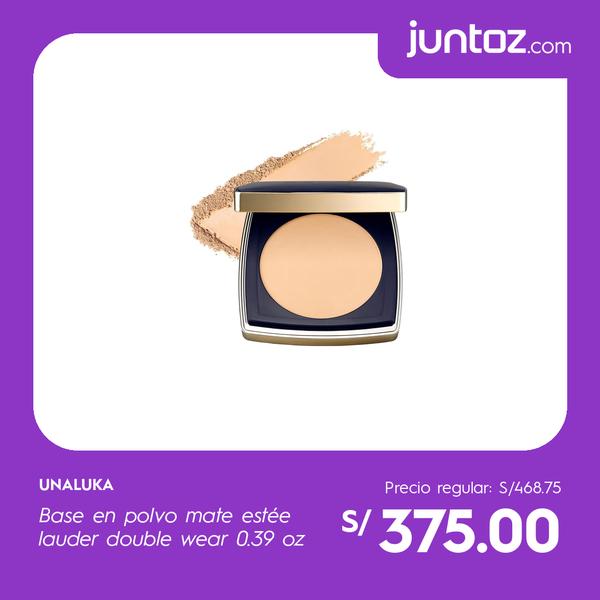 juntoz.com
UNALUKA
Base en polvo mate estée
lauder double wear 0.39 oz
Precio regular: S/468.75
S/ 375.00